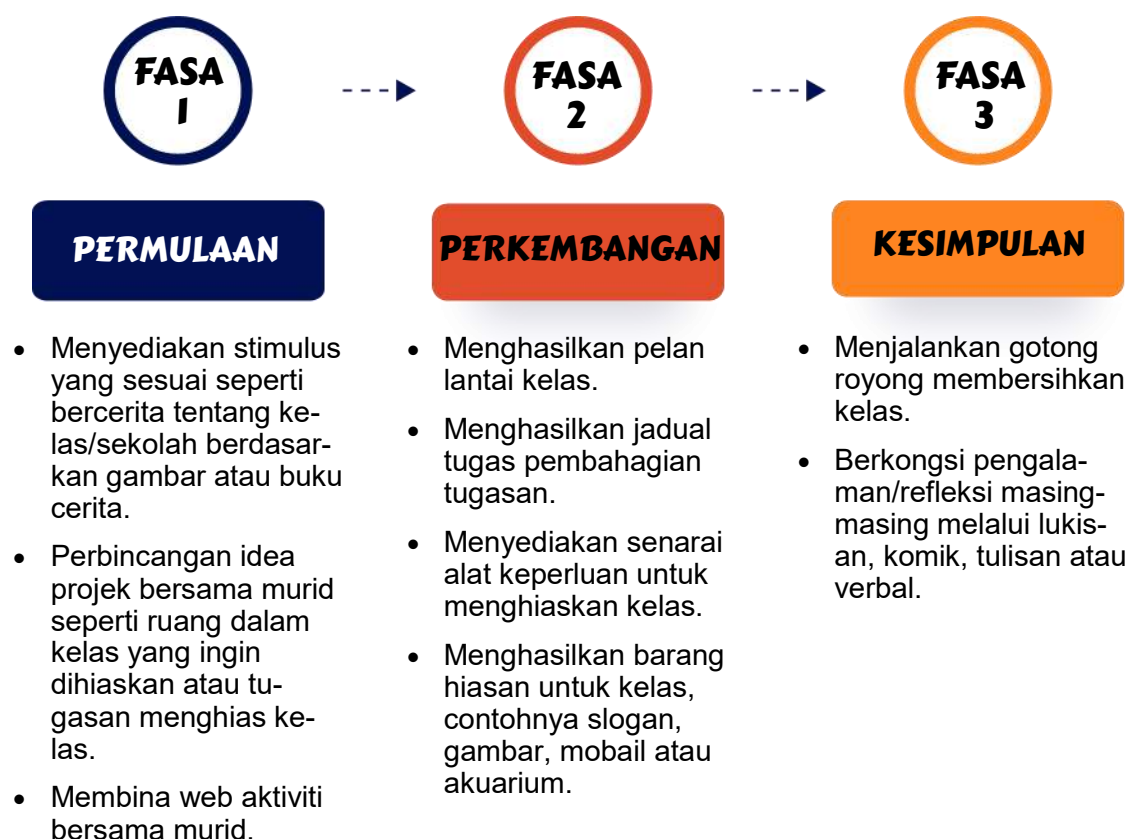 FASA
1
FASA
2
FASA
3
PERMULAAN
PERKEMBANGAN
KESIMPULAN
• Menyediakan stimulus
yang sesuai seperti
bercerita tentang ke-
las/sekolah berdasar-
kan gambar atau buku
cerita.
• Perbincangan idea
projek bersama murid
seperti ruang dalam
kelas yang ingin
dihiaskan atau tu-
gasan menghias ke-
las.
• Membina web aktiviti
bersama murid.
• Menghasilkan pelan
lantai kelas.
• Menghasilkan jadual
tugas pembahagian
tugasan.
• Menyediakan senarai
alat keperluan untuk
menghiaskan kelas.
• Menghasilkan barang
hiasan untuk kelas,
contohnya slogan,
gambar, mobail atau
akuarium.
• Menjalankan gotong
royong membersihkan
kelas.
• Berkongsi pengala-
man/refleksi masing-
masing melalui lukis-
an, komik, tulisan atau
verbal.